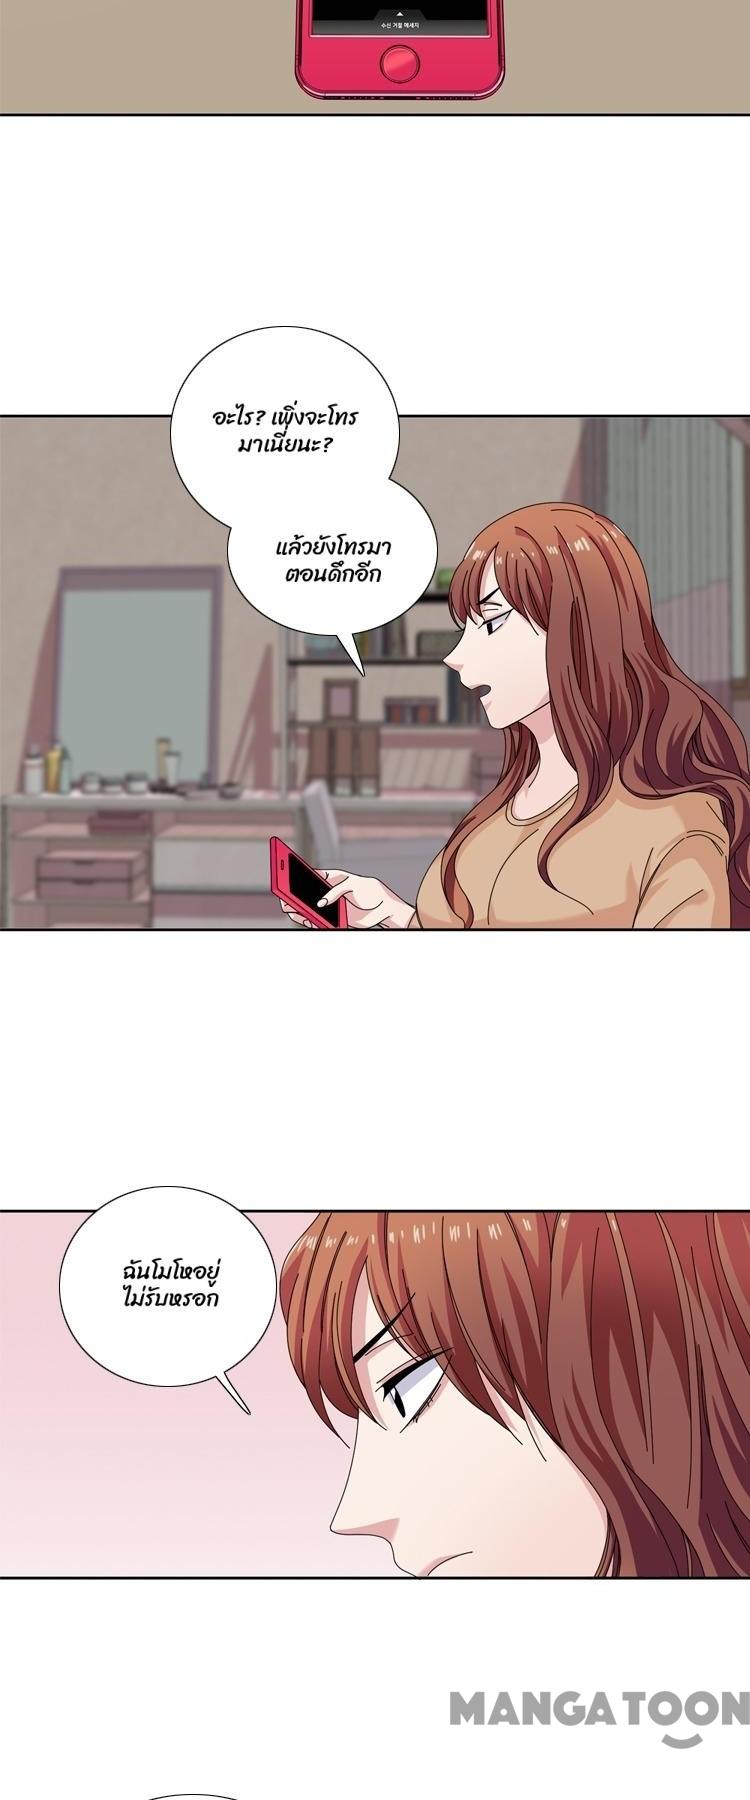 수신 거절 메세지
อะไร? เพิ่งจะโทร
มาเนี่ยนะ?
แล้วยังโทรมา
ตอนดึกอีก
ฉันโมโหอยู่
ไม่รับหรอก
MANGATOON